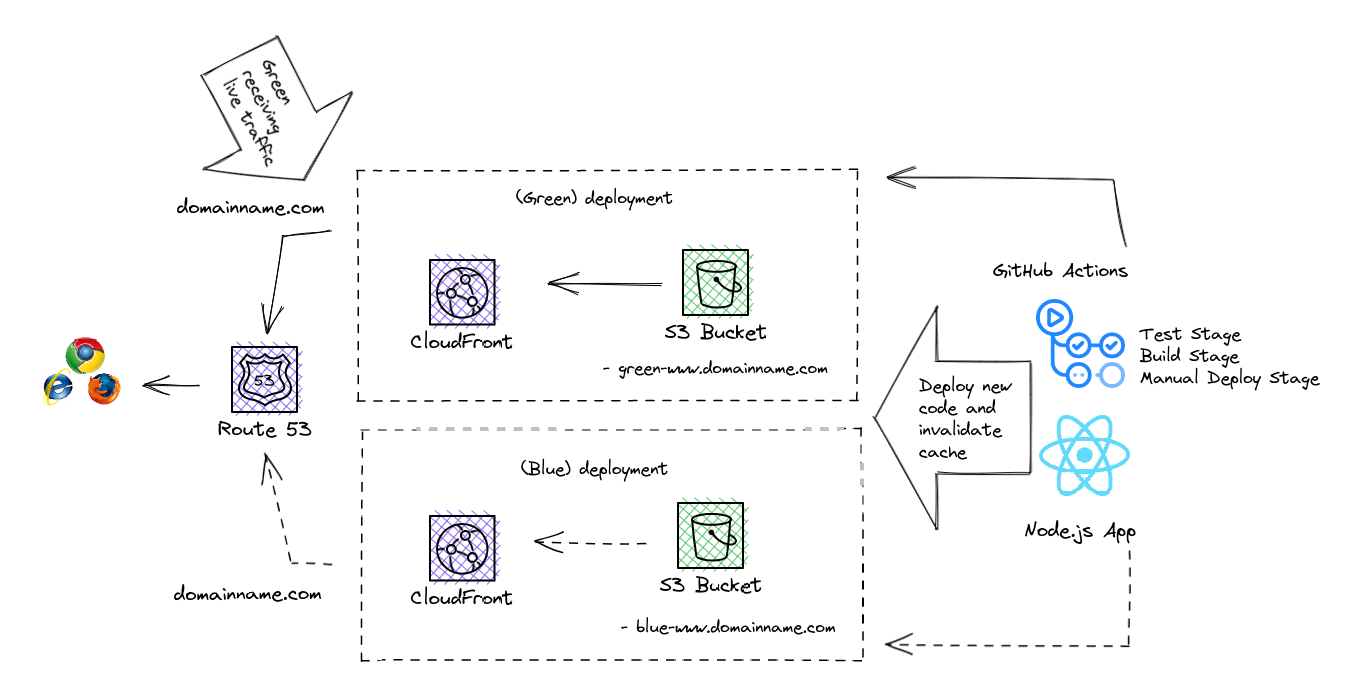 Green
receiving
live traffic
domainname.com
(Green) deployment
CloudFront
S3 Bucket
- green-www.domainname.com
GitHub Actions
Test Stage
Build Stage
Manual Deploy Stage
53
Route 53
Deploy new
code and
invalidate
cache
(Blue) deployment
CloudFront
S3 Bucket
- blue-www.domainname.com
Node.js App
domainname.com